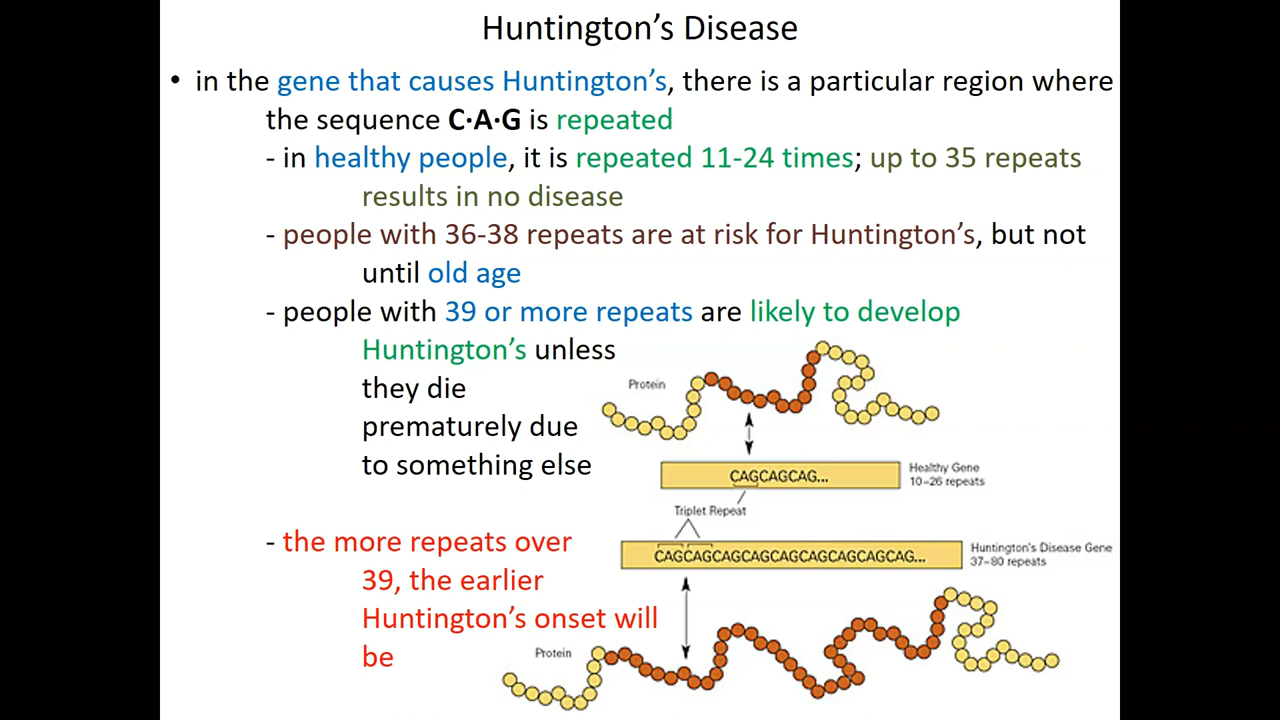 Huntington's Disease
• in the gene that causes Huntington's, there is a particular region where
the sequence C·A·G is repeated
- in healthy people, it is repeated 11-24 times; up to 35 repeats
results in no disease
- people with 36-38 repeats are at risk for Huntington's, but not
until old age
- people with 39 or more repeats are likely to develop
Huntington's unless
they die
prematurely due
to something else
- the more repeats over
39, the earlier
Huntington's onset will
be
Protein
CAGCAGCAG...
Healthy Gene
10–26 repeats
Triplet Repeat
CAGCAGCAGCAGCAGCAGCAGCAGCAG...
Huntington's Disease Gene
37–80 repeats
Protein